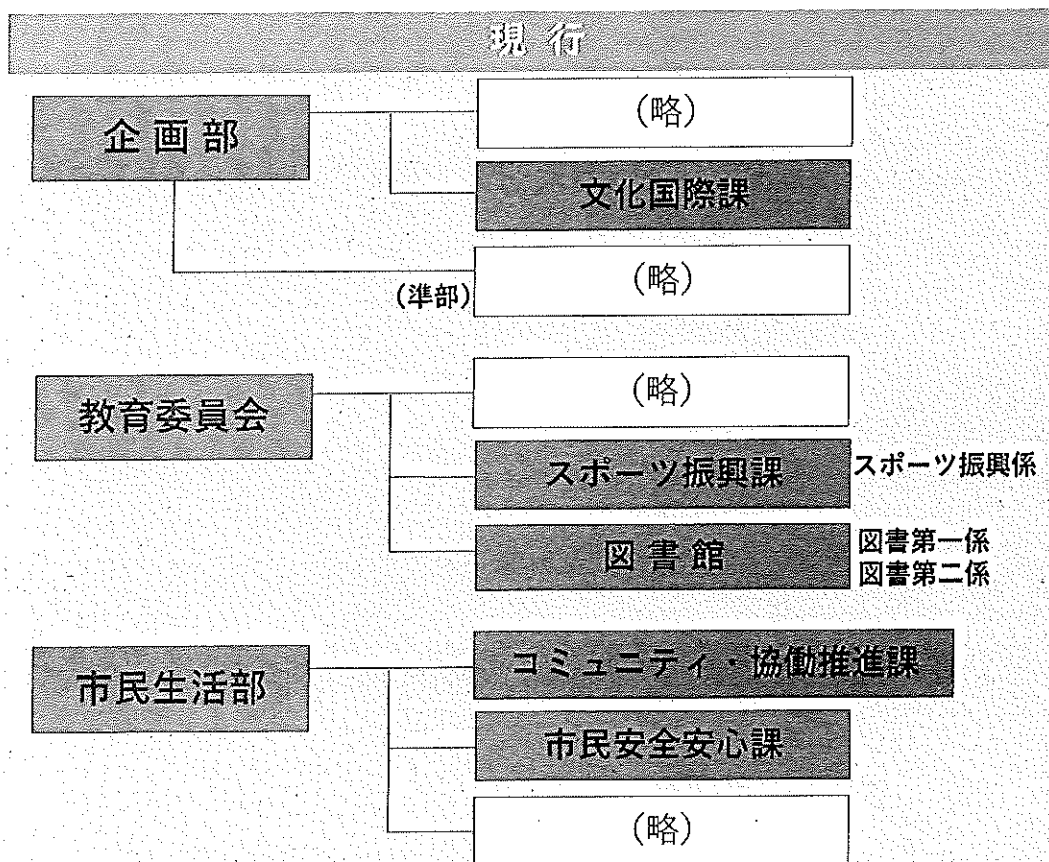 現行
企画部
(略)
文化国際課
(準部)
(略)
教育委員会
(略)
スポーツ振興課
スポーツ振興係
図書館
図書第一係
図書第二係
市民生活部
コミュニティ・協働推進課
市民安全安心課
(略)